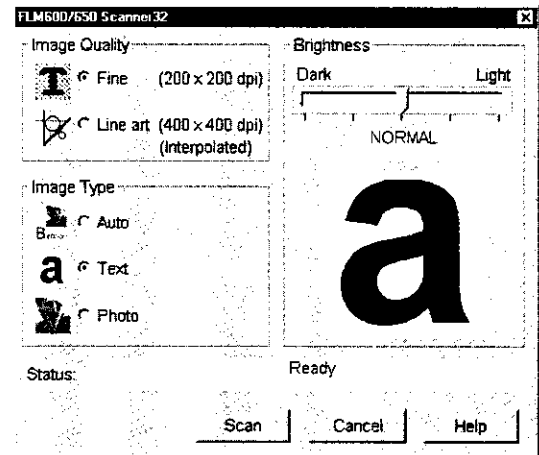 FLM600/650 Scanner32
Image Quality
Fine (200 x 200 dpi)
Line art (400 x 400 dpi)
(Interpolated)
Image Type
Auto
a Text
Photo
Brightness
Dark Light
NORMAL
a
Status:
Ready
Scan Cancel Help